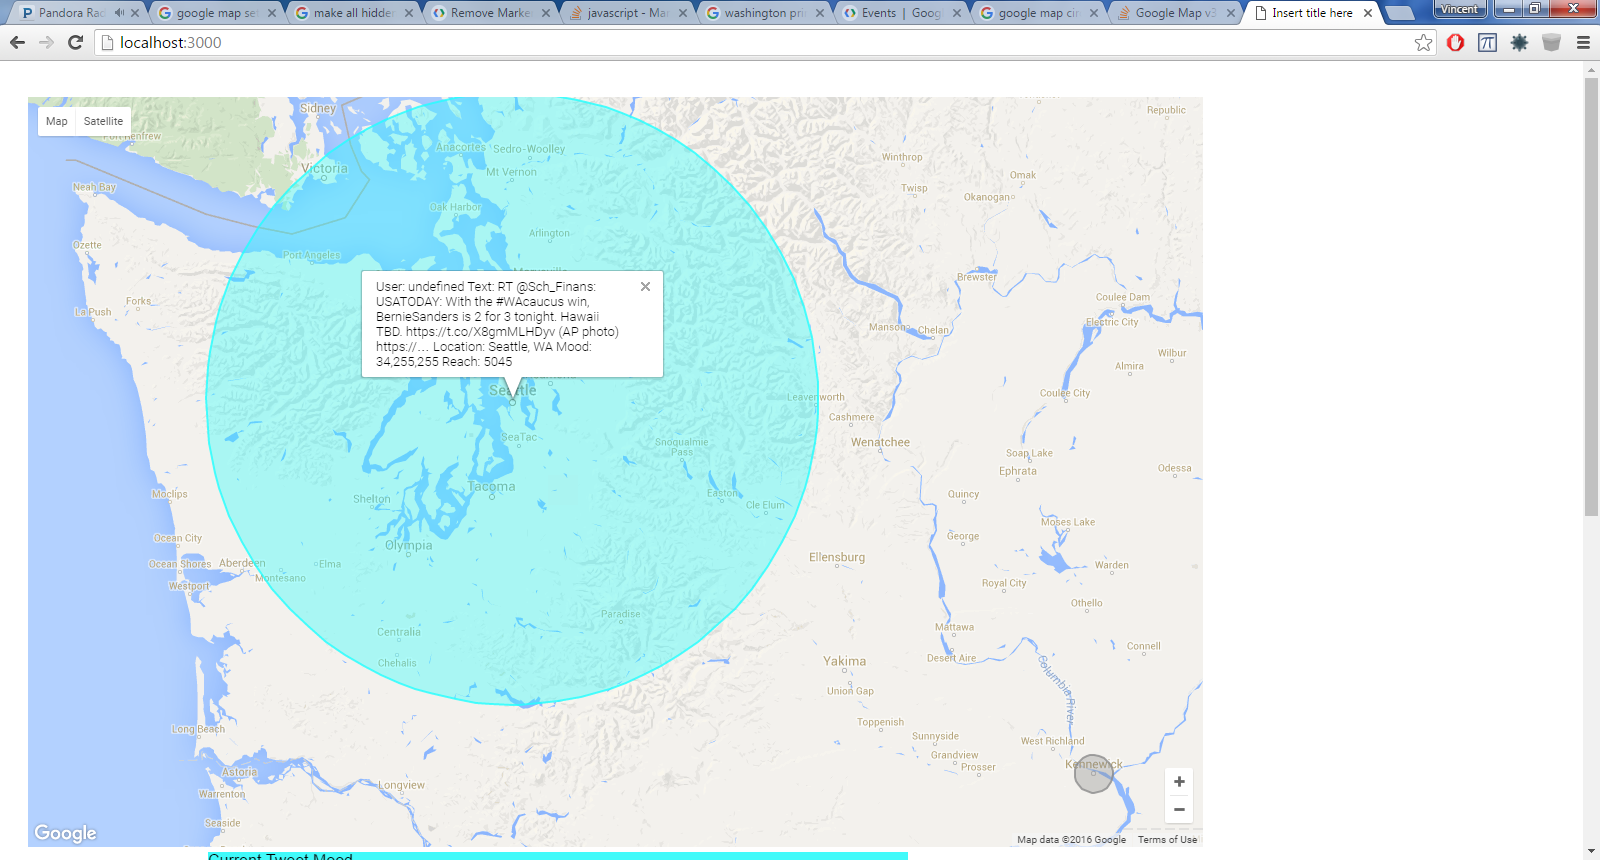 Pandora Rad
google map set
make all hidden
Remove Marke
javascript - Ma
washington pri
Events | Goog
google map cir
Google Map v3
Insert title here
Vincent
localhost:3000
Map
Satellite
Sidney
Port Renfrew
Victoria
Anacortes
Sedro-Woolley
Mt Vernon
Republic
Winthrop
Omak
Twisp
Okanogan
Neah Bay
La Push
Oak Harbor
Arlington
Ozette
Port Angeles
Brewster
Coulee Dam
Electric City
Forks
Manson
Chelan
User: undefined Text: RT @Sch_Finans:
USATODAY: With the #WAcaucus win,
BernieSanders is 2 for 3 tonight. Hawaii
TBD. https://t.co/X8gmMLHDyv (AP photo)
https://… Location: Seattle, WA Mood:
34,255,255 Reach: 5045
Wilbur
Almira
Seattle
Leavenworth
Coulee City
Cashmere
SeaTac
Snoqualmie
Pass
Wenatchee
Soap Lake
Ephrata
Odessa
Tacoma
Moclips
Shelton
Easton
Cle Elum
Quincy
Moses Lake
Ocean City
Olympia
George
Ocean Shores
Aberdeen
Elma
Ellensburg
Warden
Westport
Montesano
Royal City
Othello
Paradise
Centralia
Mattawa
Chehalis
Desert Aire
Connell
Yakima
Union Gap
Columbia River
Long Beach
Toppenish
Sunnyside
West Richland
Grandview
Prosser
Kennewick
Astoria
Warrenton
Longview
Seaside
Google
Map data ©2016 Google
Terms of Use
Current Tweet Mood